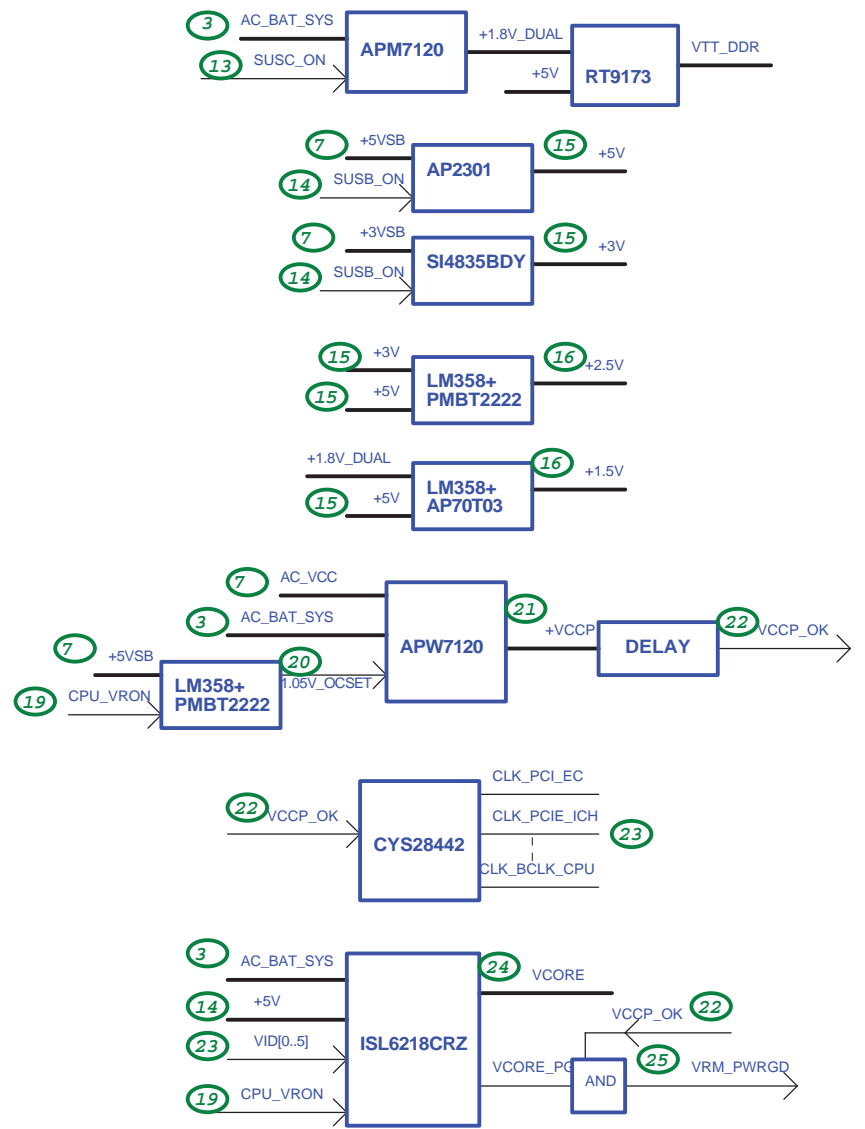 3 AC_BAT_SYS
APM7120
+1.8V_DUAL
VTT_DDR
13 SUSC_ON
+5V
RT9173
7 +5VSB
15 +5V
AP2301
14 SUSB_ON
7 +3VSB
15 +3V
SI4835BDY
14 SUSB_ON
15 +3V
16 +2.5V
LM358+
PMBT2222
15 +5V
+1.8V_DUAL
16 +1.5V
LM358+
AP70T03
15 +5V
7 AC_VCC
3 AC_BAT_SYS
APW7120
21 +VCCP
DELAY
22 VCCP_OK
7 +5VSB
20
1.05V_OCSET
LM358+
PMBT2222
19 CPU_VRON
CLK_PCI_EC
22 VCCP_OK
CYS28442
CLK_PCIE_ICH
23
CLK_BCLK_CPU
3 AC_BAT_SYS
24 VCORE
14 +5V
VCCP_OK 22
23 VID[0..5]
ISL6218CRZ
25
VCORE_PG
AND
VRM_PWRGD
19 CPU_VRON